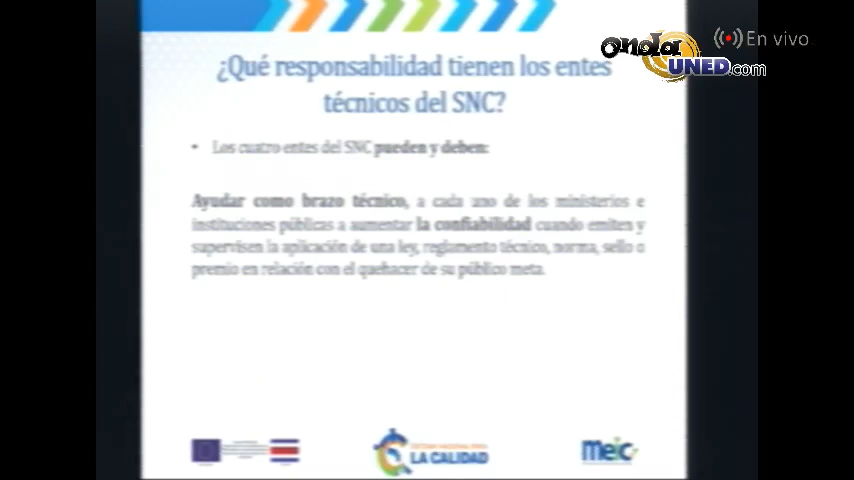 onda
UNED.com
En vivo
¿Qué responsabilidad tienen los entes
técnicos del SNC?
• Los cuatro entes del SNC pueden y deben:
Ayudar como brazo técnico, a cada uno de los ministerios e
instituciones públicas a aumentar la confiabilidad cuando emiten y
supervisen la aplicación de una ley, reglamento técnico, norma, sello o
premio en relación con el quehacer de su público meta.
LA CALIDAD
meic